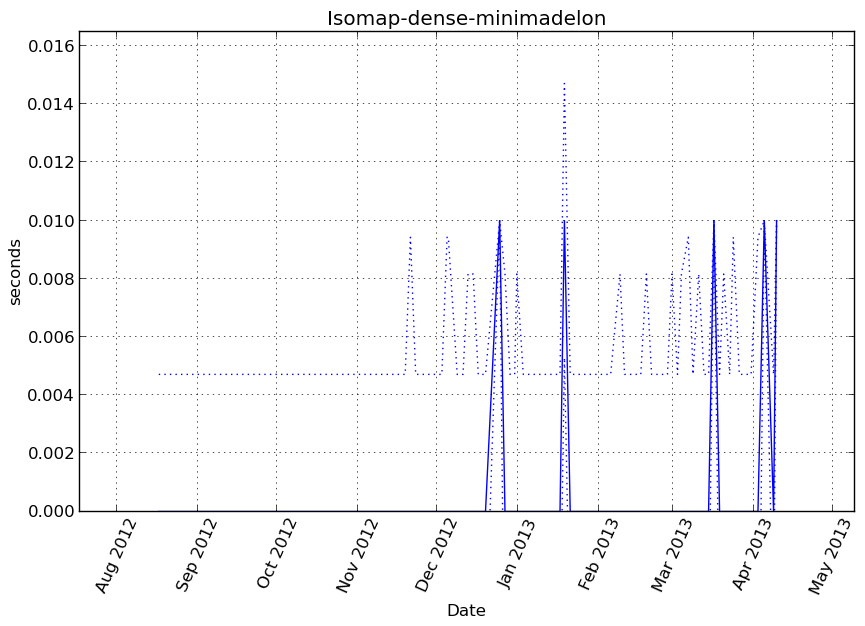 Isomap-dense-minimadelon
0.016
0.014
0.012
0.010
0.008
0.006
0.004
0.002
0.000
seconds
Aug 2012
Sep 2012
Oct 2012
Nov 2012
Dec 2012
Jan 2013
Feb 2013
Mar 2013
Apr 2013
May 2013
Date